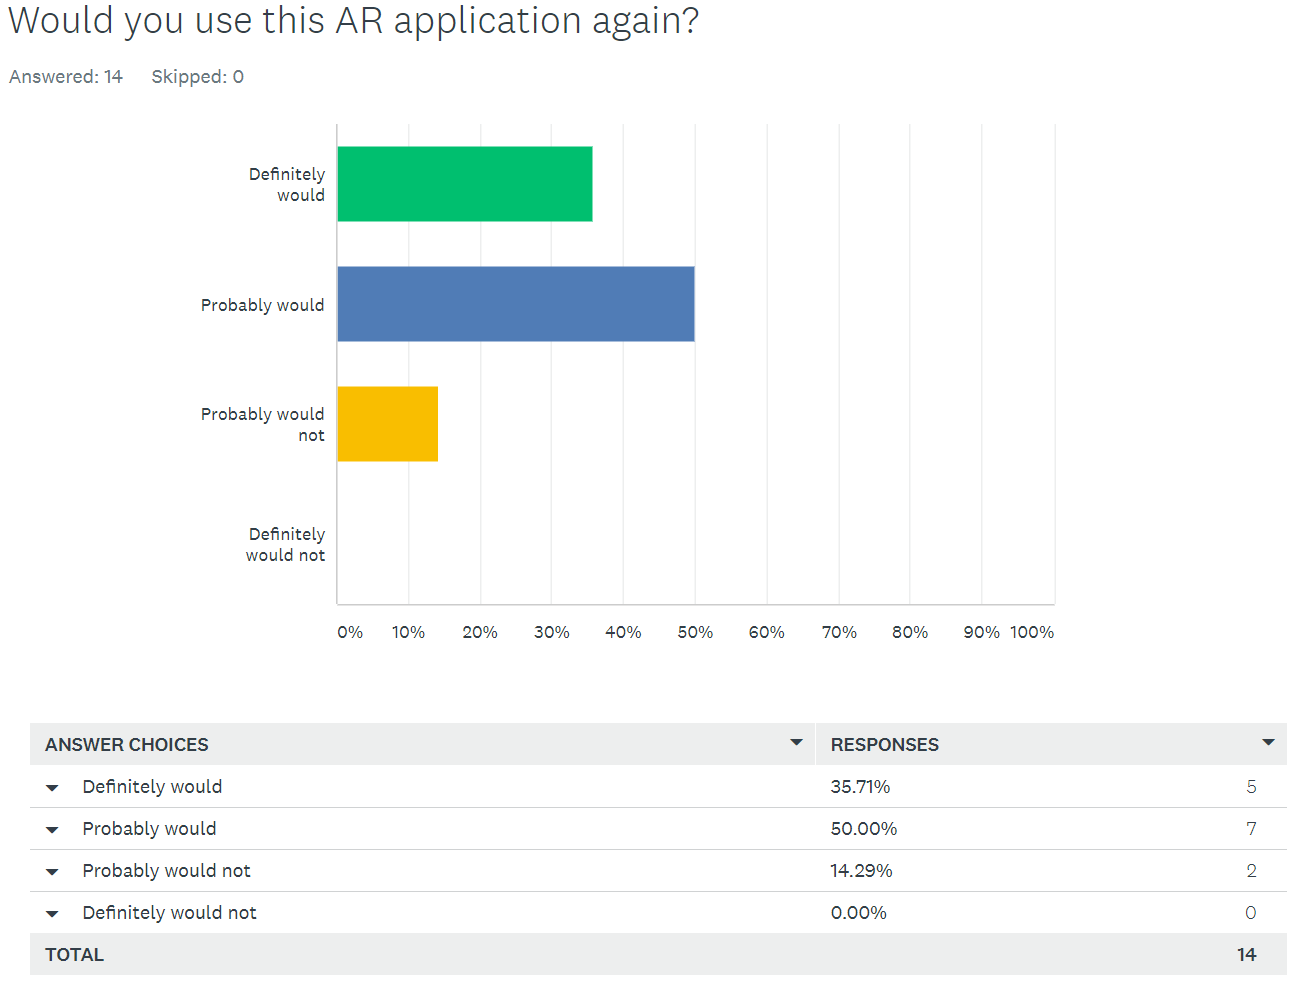 Would you use this AR application again?
Answered: 14 Skipped: 0
Definitely
would
Probably would
Probably would
not
Definitely
would not
0% 10% 20% 30% 40% 50% 60% 70% 80% 90% 100%
ANSWER CHOICES RESPONSES
Definitely would 35.71% 5
Probably would 50.00% 7
Probably would not 14.29% 2
Definitely would not 0.00% 0
TOTAL 14